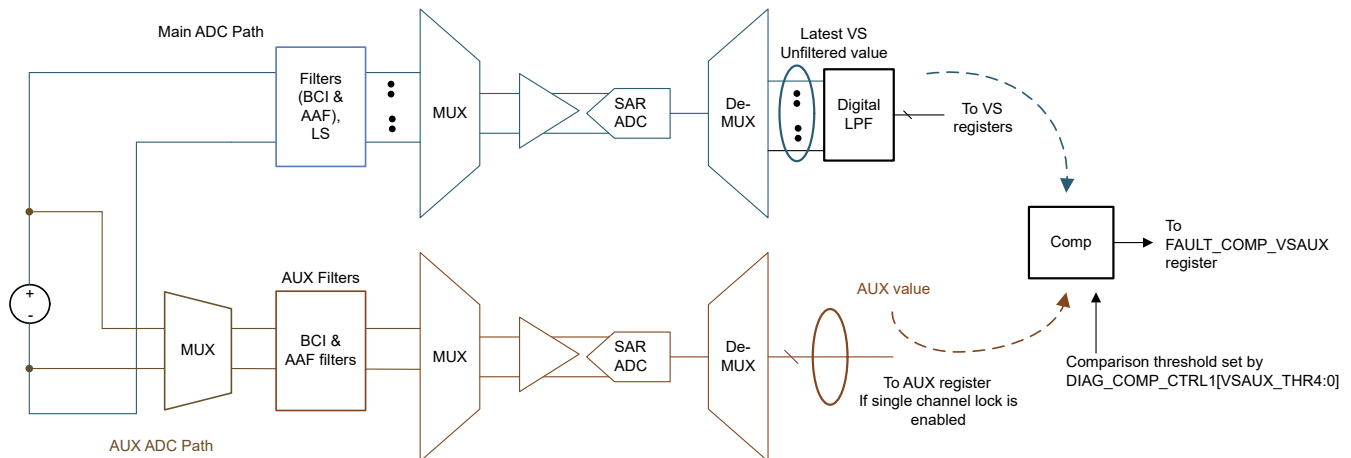 Main ADC Path
Filters
(BCI &
AAF),
LS
MUX
SAR
ADC
De-
MUX
Latest VS
Unfiltered value
Digital
LPF
To VS
registers
Comp
To
FAULT_COMP_VSAUX
register
+
-
MUX
AUX Filters
BCI &
AAF filters
MUX
SAR
ADC
De-
MUX
AUX value
To AUX register
If single channel lock is
enabled
Comparison threshold set by
DIAG_COMP_CTRL1[VSAUX_THR4:0]
AUX ADC Path